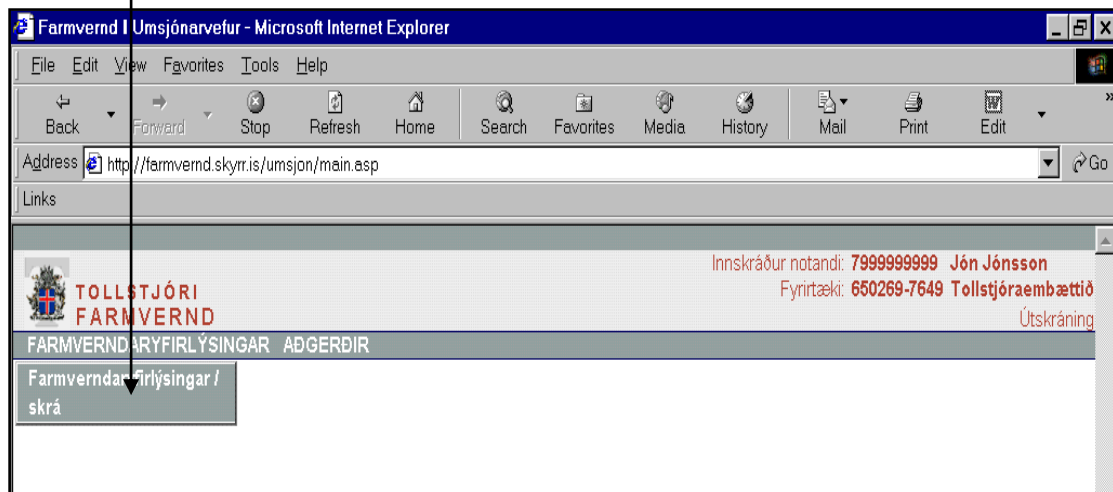 Farmvernd I Umsjónarvefur - Microsoft Internet Explorer
File Edit View Favorites Tools Help
Back Forward Stop Refresh Home Search Favorites Media History Mail Print Edit
Address http://farmvernd.skyrr.is/umsjon/main.asp Go
Links
Innskráður notandi: 7999999999 Jón Jónsson
TOLLSTJÓRI Fyrirtæki: 650269-7649 Tollstjóraembættið
FARMVERND Útskráning
FARMVERNDARYFIRLÝSINGAR AÐGERÐIR
Farmverndaryfirlýsingar /
skrá